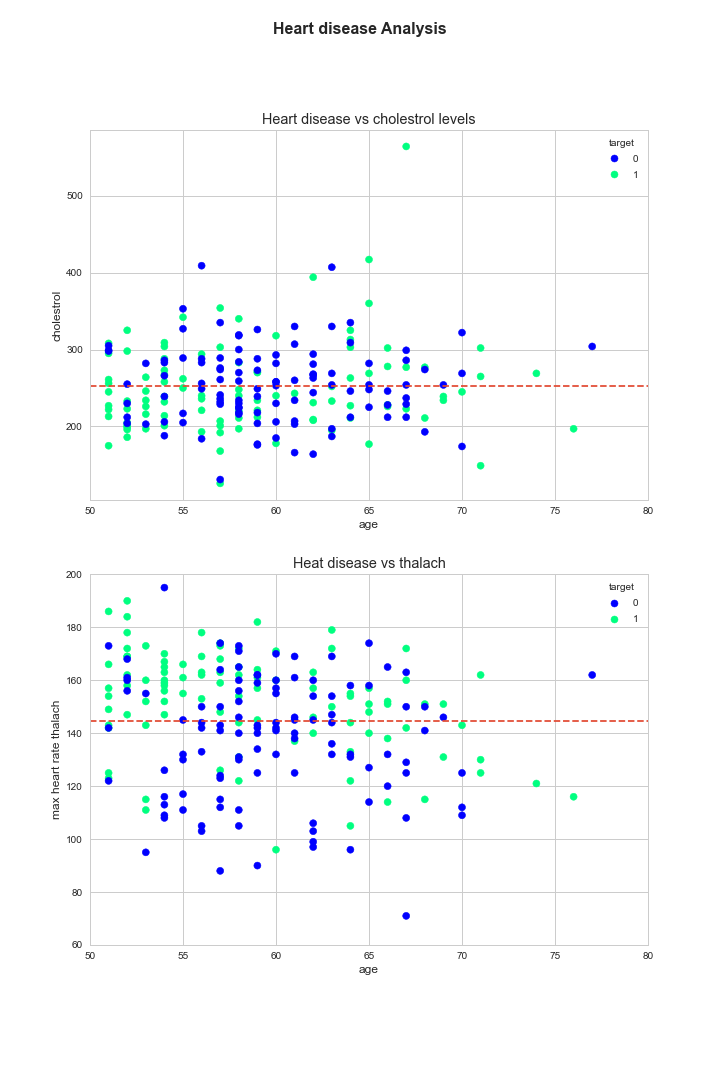 Heart disease Analysis
Heart disease vs cholestrol levels
target
0
1
500
400
300
200
cholestrol
50 55 60 65 70 75 80
age
Heat disease vs thalach
target
0
1
200
180
160
140
120
100
80
60
max heart rate thalach
50 55 60 65 70 75 80
age